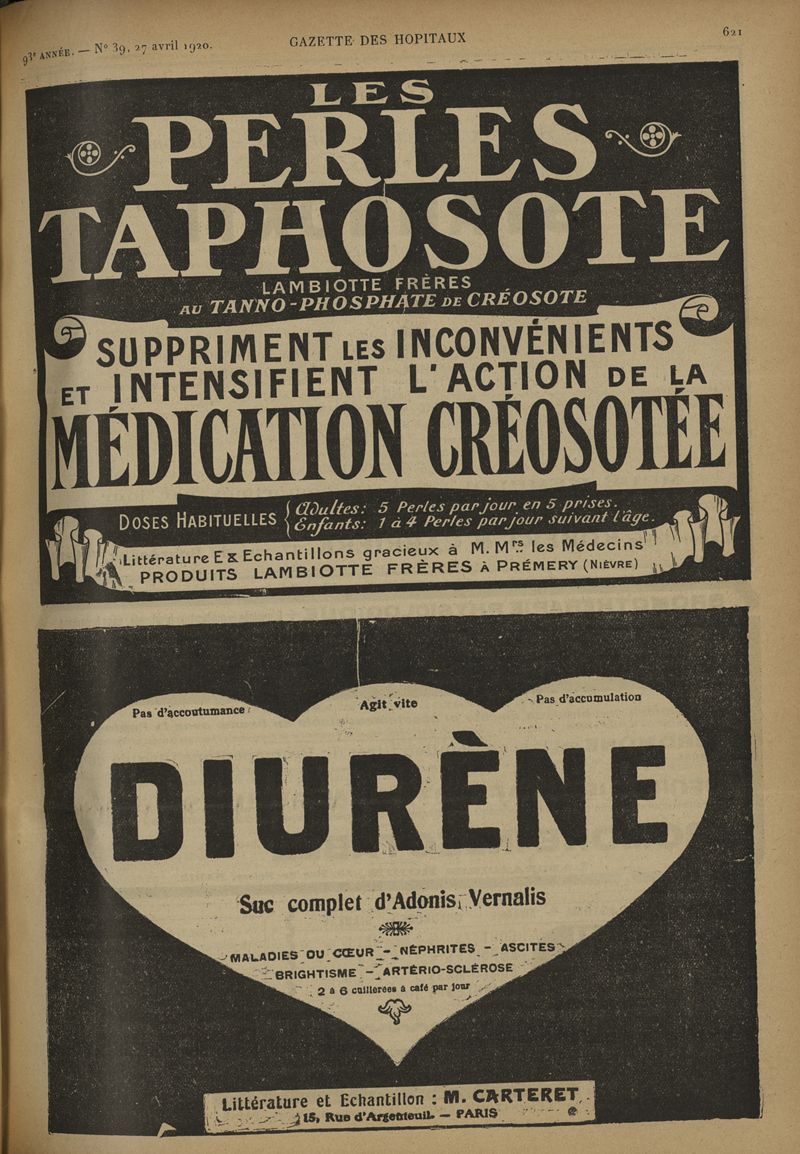 93e ANNÉE. — No 39, 27 avril 1920.
GAZETTE DES HOPITAUX
621
LES
PERLES
TAPHOSOTE
LAMBIOTTE FRÈRES
AU TANNO-PHOSPHATE DE CRÉOSOTE
SUPPRIMENT LES INCONVÉNIENTS
ET INTENSIFIENT L'ACTION DE LA
MÉDICATION CRÉOSOTÉE
DOSES HABITUELLES { Adultes: 5 Perles par jour en 5 prises.
Enfants: 1 à 4 Perles par jour suivant l'âge.
Littérature Et Echantillons gracieux à M.Mrs les Médecins
PRODUITS LAMBIOTTE FRÈRES À PRÉMERY (NIÈVRE)
Pas d'accoutumance
Agit vite
Pas d'accumulation
DIURÈNE
Suc complet d'Adonis Vernalis
MALADIES DU CŒUR - NÉPHRITES - ASCITES
BRIGHTISME - ARTÉRIO-SCLÉROSE
2 à 6 cuillerées à café par jour
Littérature et Echantillon : M. CARTERET
15, Rue d'Argenteuil. — PARIS